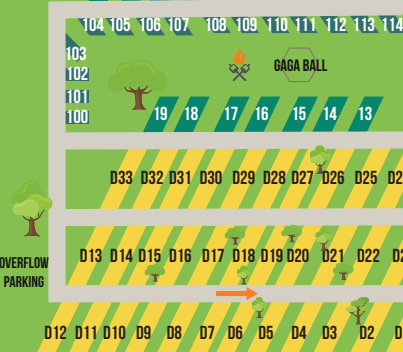 104 105 106 107 108 109 110 111 112 113 114
103
102
101
100
GAGA BALL
19 18 17 16 15 14 13
D33 D32 D31 D30 D29 D28 D27 D26 D25
D13 D14 D15 D16 D17 D18 D19 D20 D21 D22
OVERFLOW
PARKING
D12 D11 D10 D9 D8 D7 D6 D5 D4 D3 D2